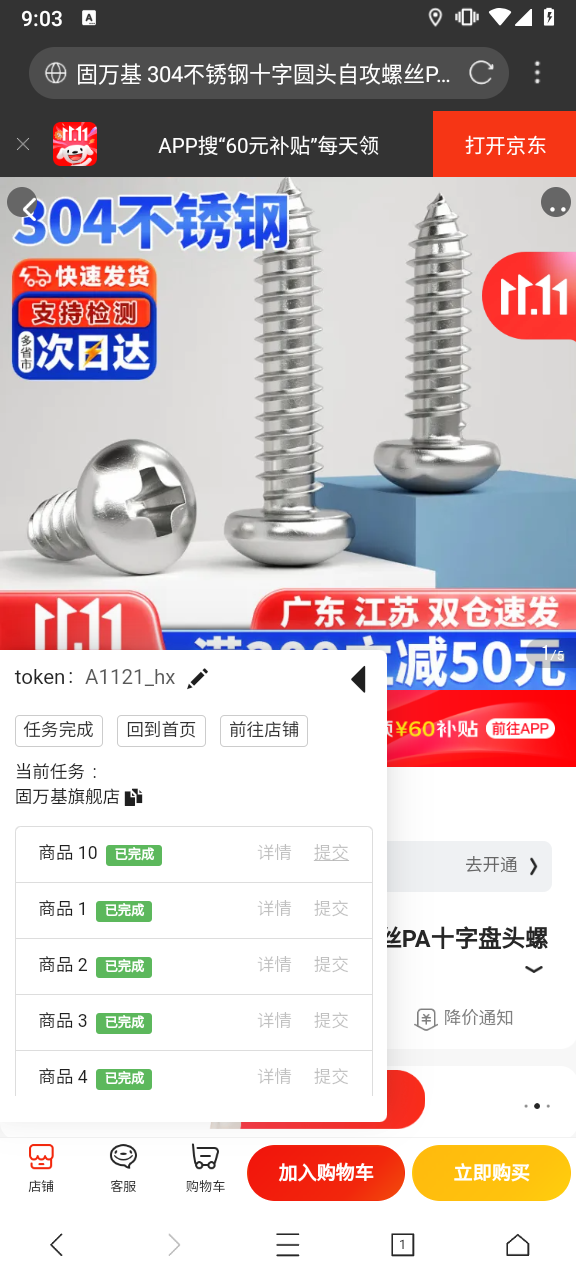 9:03
固万基 304不锈钢十字圆头自攻螺丝P...
11.11
APP搜“60元补贴”每天领
打开京东
304不锈钢
快速发货
支持检测
多省市
次日达
11.11
11.11
广东 江苏 双仓速发
立减50元
1/6
¥60补贴
前往APP
token:
A1121_hx
任务完成
回到首页
前往店铺
当前任务 :
固万基旗舰店
商品 10 已完成 详情 提交
商品 1 已完成 详情 提交
商品 2 已完成 详情 提交
商品 3 已完成 详情 提交
商品 4 已完成 详情 提交
去开通
丝PA十字盘头螺
降价通知
店铺
客服
购物车
加入购物车
立即购买
1